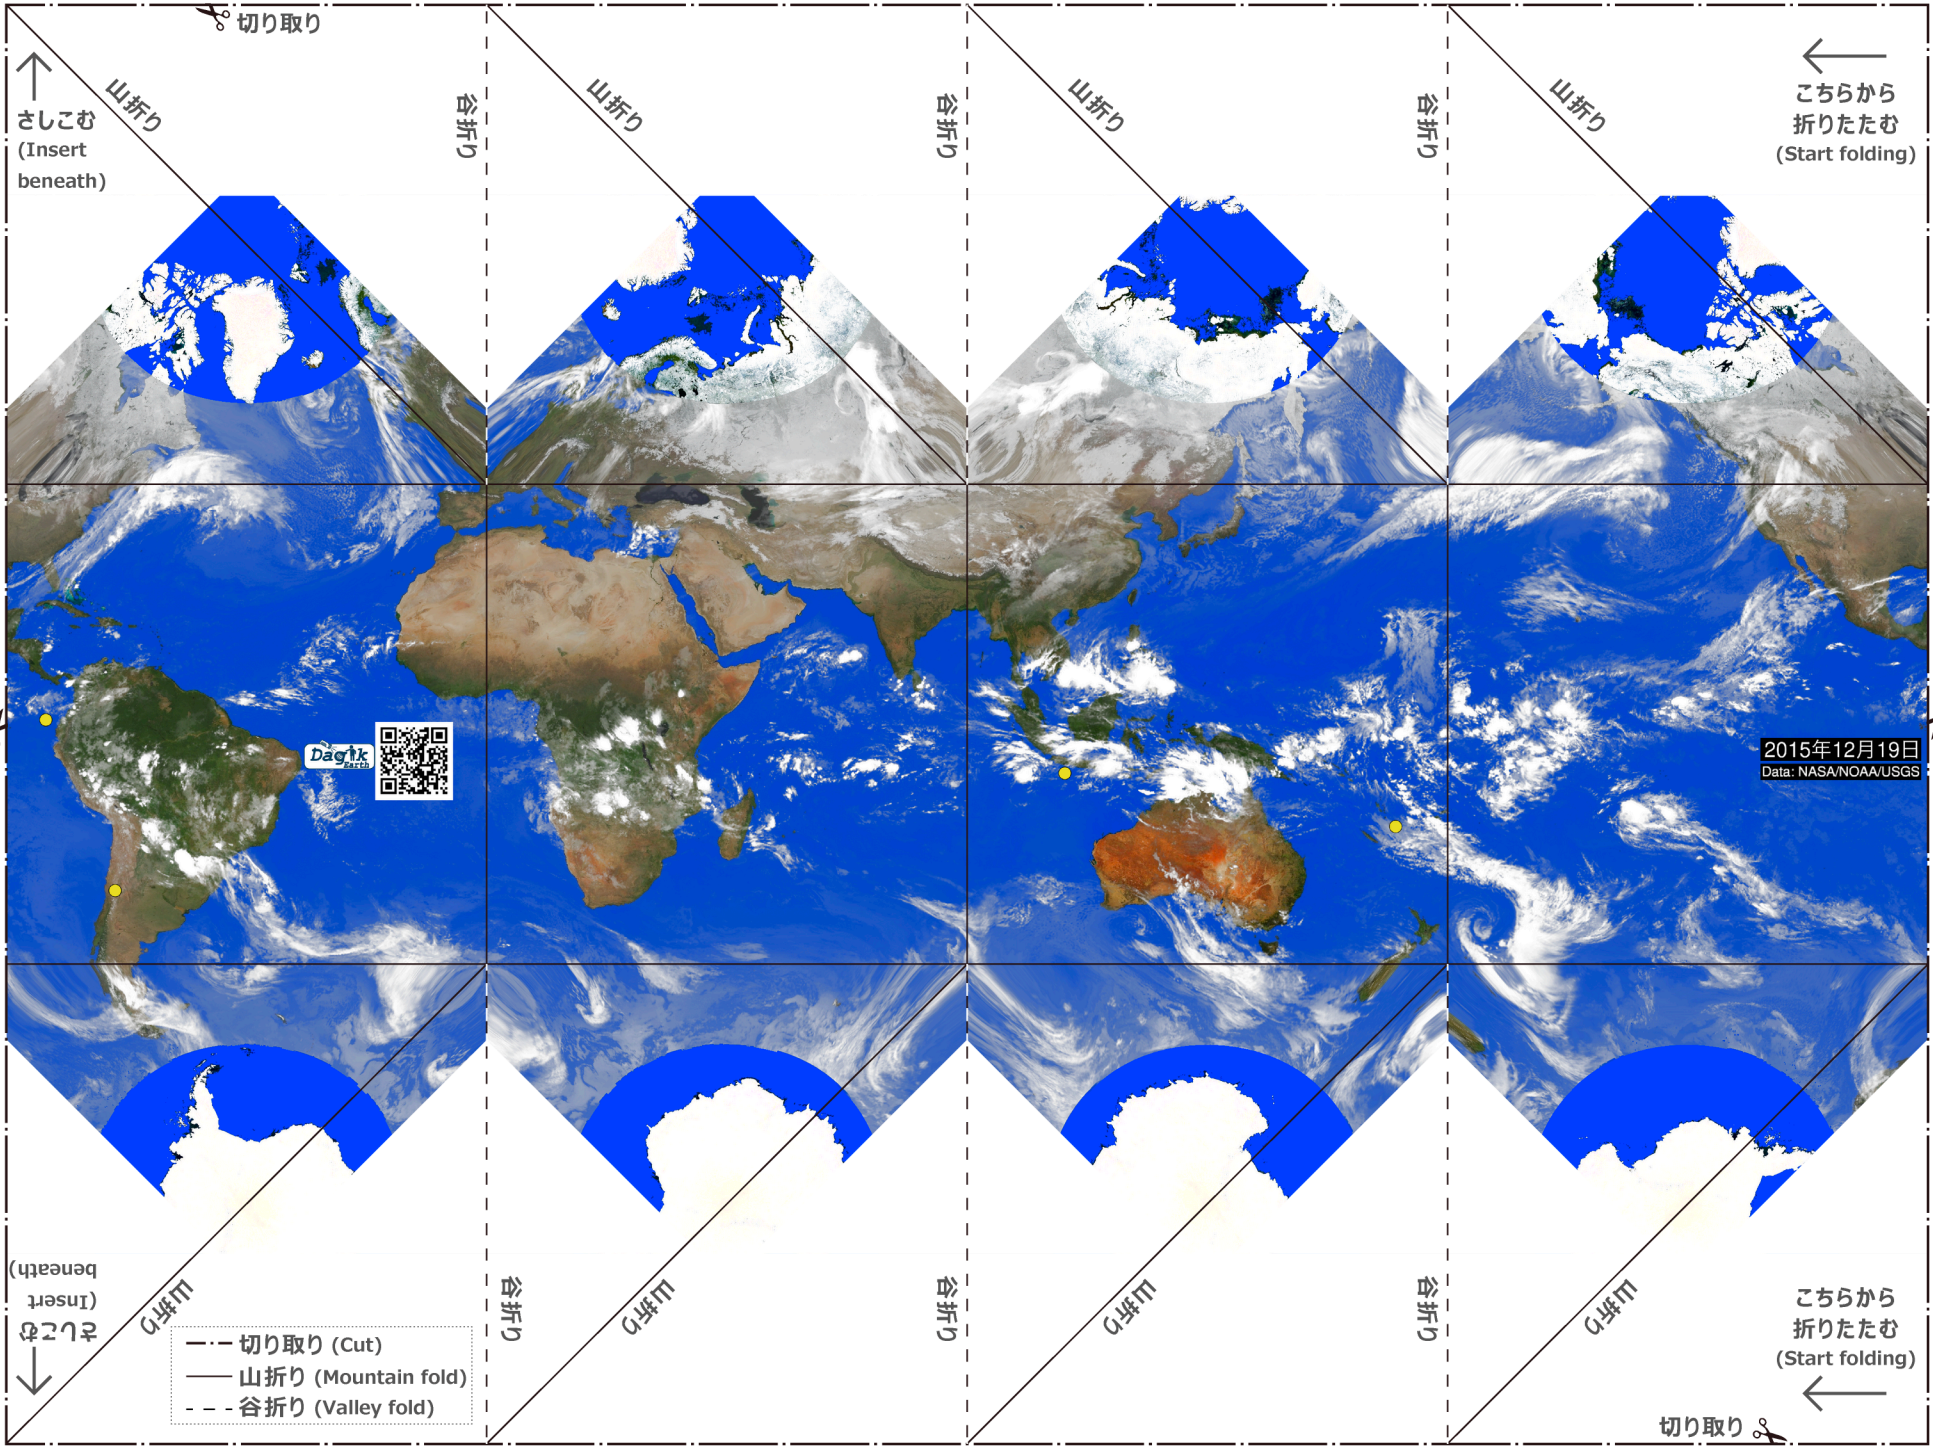 切り取り
山折り
山折り
山折り
山折り
谷折り
谷折り
谷折り
さしこむ
(Insert
beneath)
こちらから
折りたたむ
(Start folding)
Dagik
Earth
2015年12月19日
Data: NASA/NOAA/USGS
さしこむ
(Insert
beneath)
山折り
山折り
山折り
山折り
谷折り
谷折り
谷折り
切り取り (Cut)
山折り (Mountain fold)
谷折り (Valley fold)
こちらから
折りたたむ
(Start folding)
切り取り